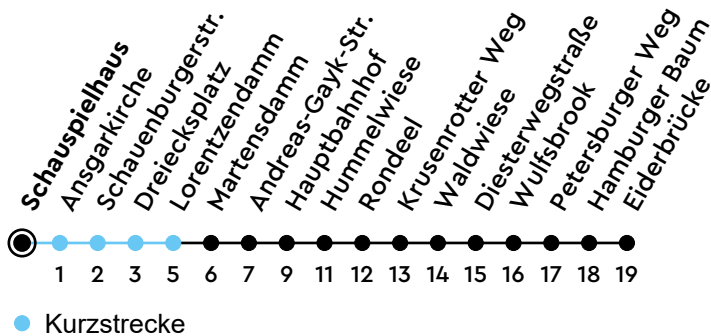 Schauspielhaus
Ansgarkirche
Schauenburgerstr.
Dreiecksplatz
Lorentzendamm
Martensdamm
Andreas-Gayk-Str.
Hauptbahnhof
Hummelwiese
Rondeel
Krusenrotter Weg
Waldwiese
Diesterwegstraße
Wulfsbrook
Petersburger Weg
Hamburger Baum
Eiderbrücke
1 2 3 5 6 7 9 11 12 13 14 15 16 17 18 19
Kurzstrecke